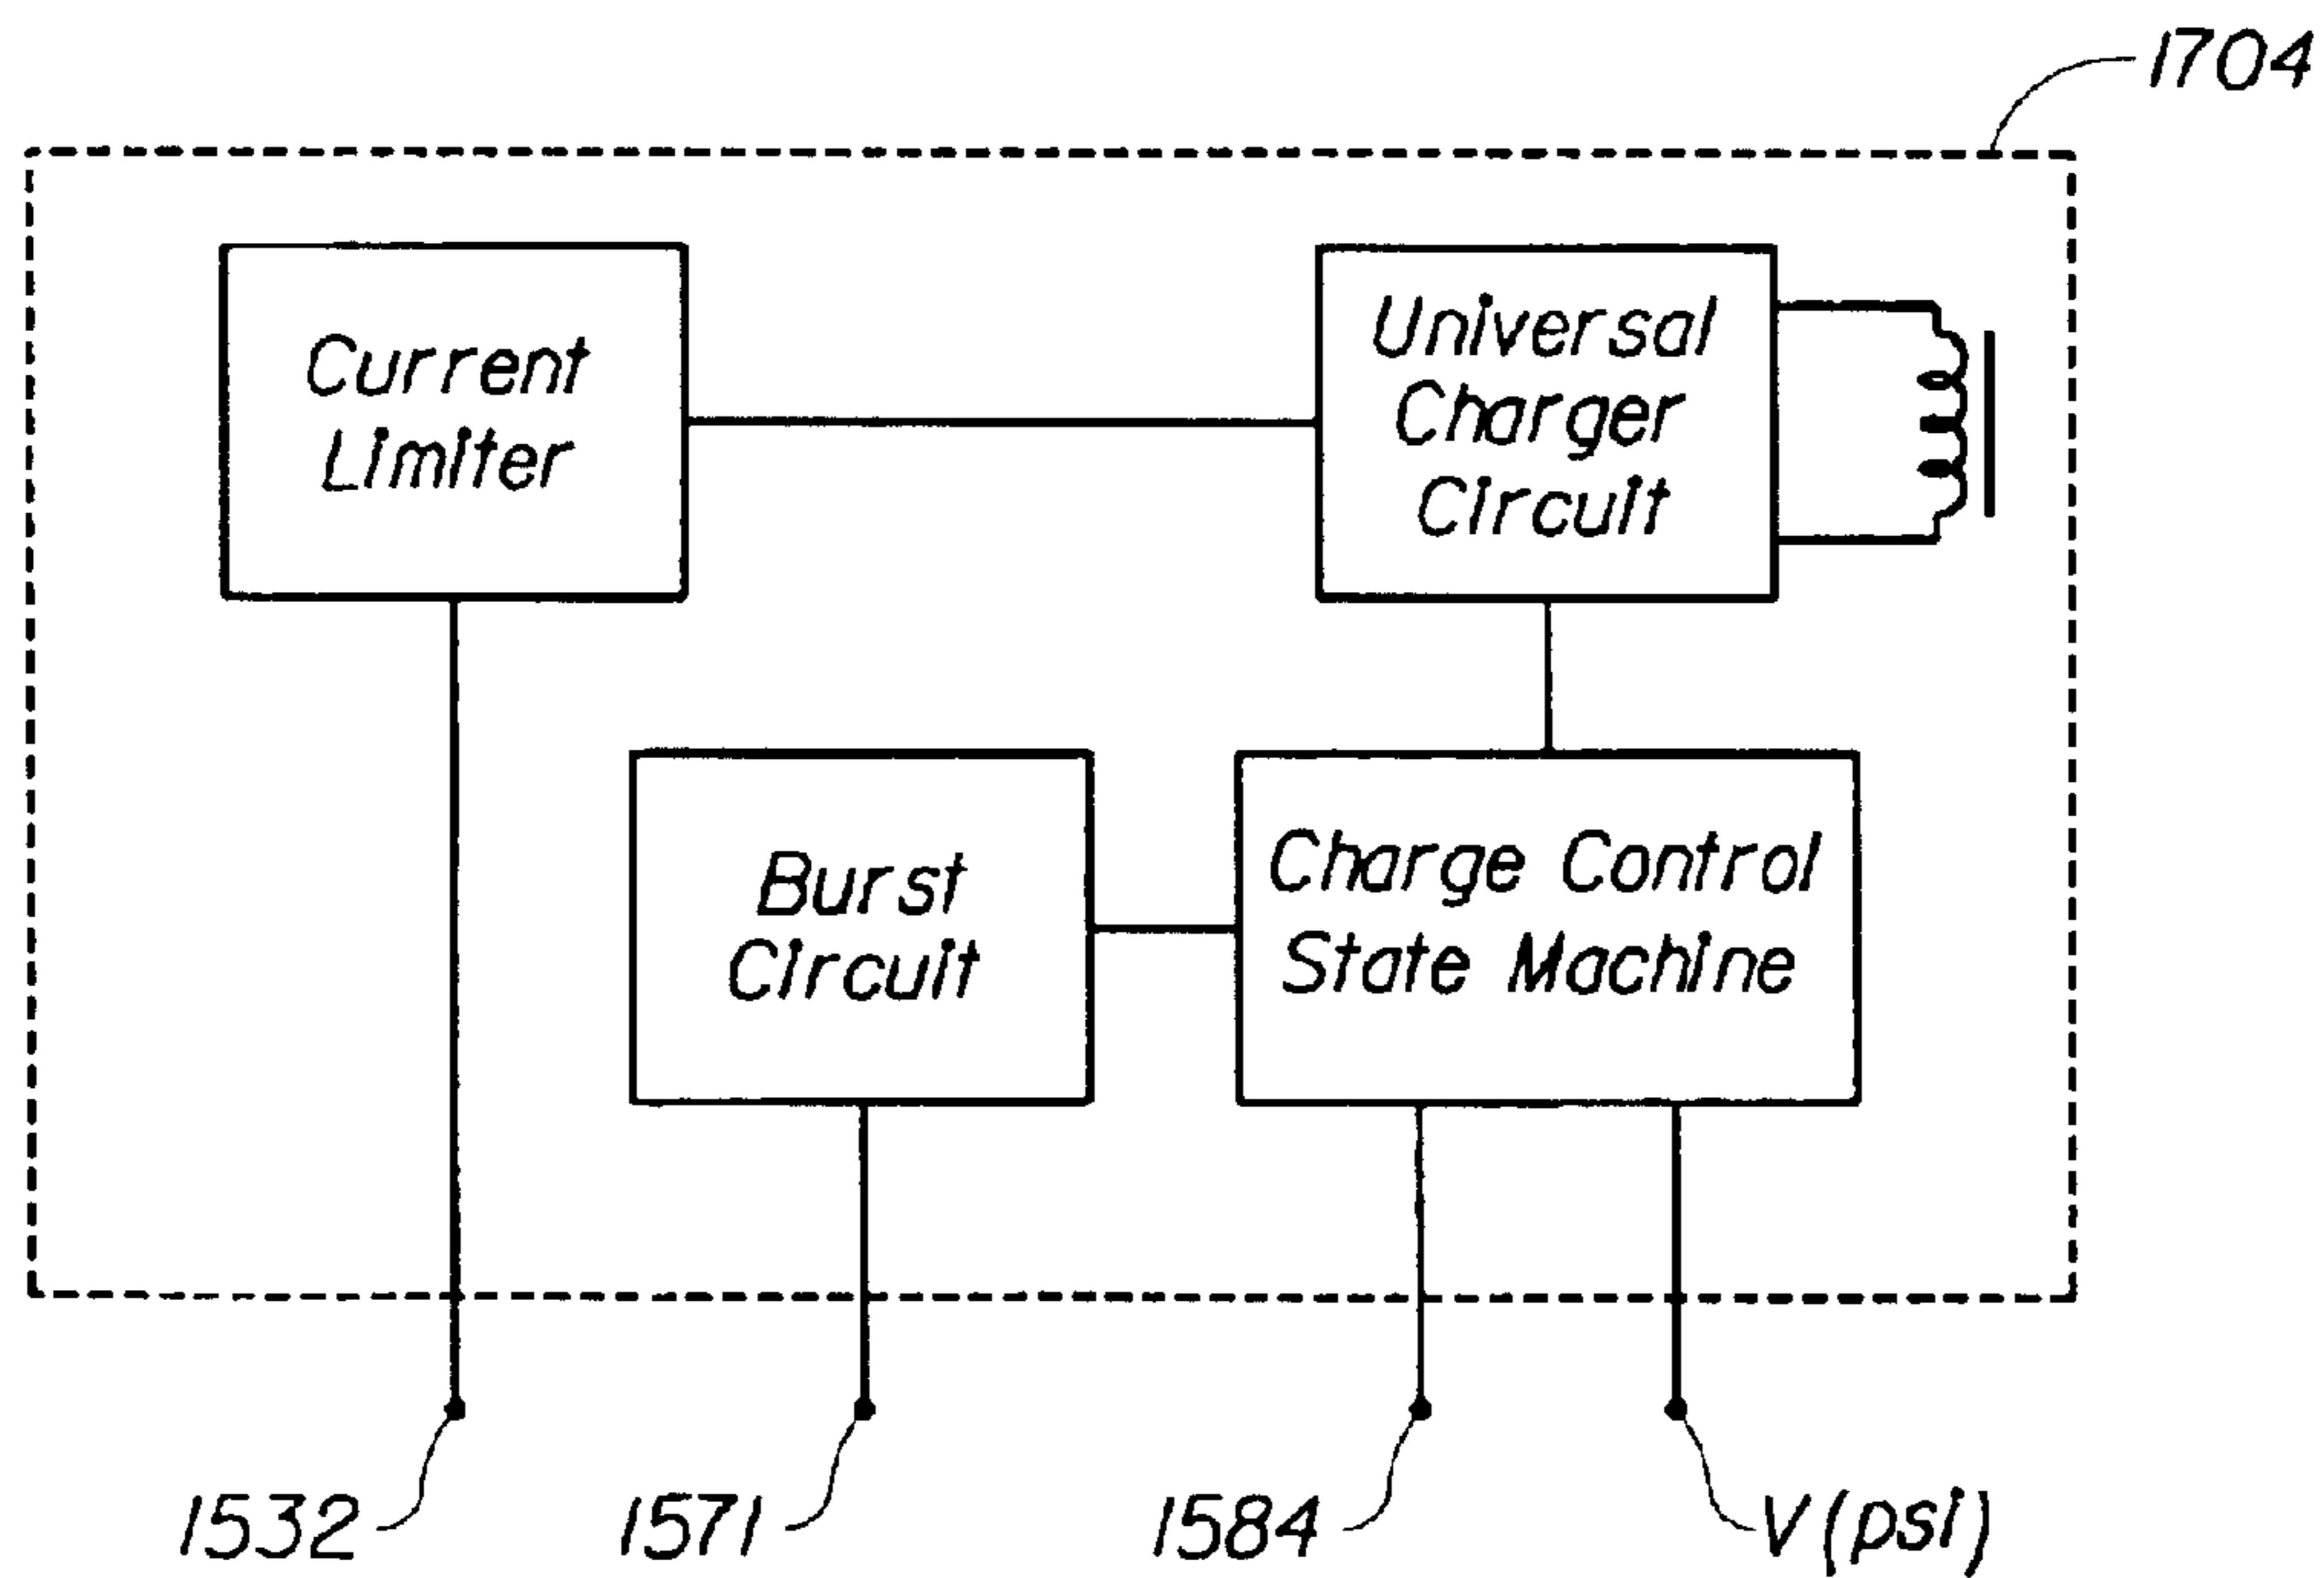 1704
Current
Limiter
Universal
Charger
Circuit
Burst
Circuit
Charge Control
State Machine
1532
1571
1584
V(psi)